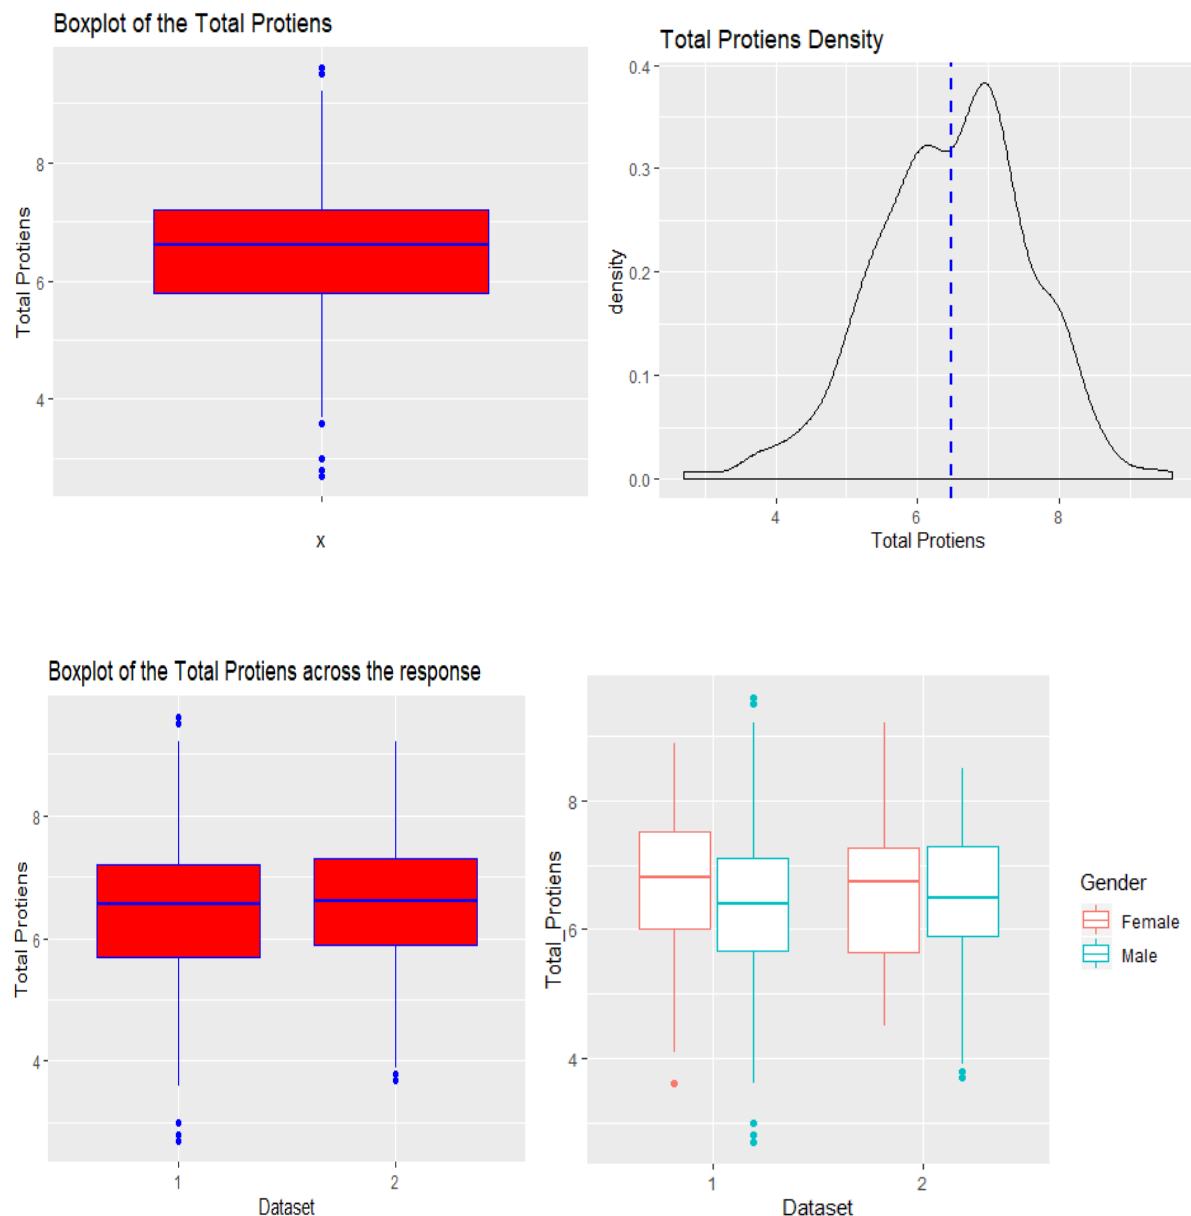 Boxplot of the Total Protiens
Total Protiens
8
6
4
x
Total Protiens Density
density
0.4
0.3
0.2
0.1
0.0
4 6 8
Total Protiens
Boxplot of the Total Protiens across the response
Total Protiens
8
6
4
1 2
Dataset
Total_Protiens
8
6
4
1 2
Dataset
Gender
Female
Male